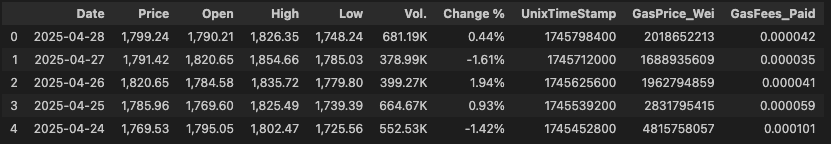 Date Price Open High Low Vol. Change % UnixTimeStamp GasPrice_Wei GasFees_Paid
0 2025-04-28 1,799.24 1,790.21 1,826.35 1,748.24 681.19K 0.44% 1745798400 2018652213 0.000042
1 2025-04-27 1,791.42 1,820.65 1,854.66 1,785.03 378.99K -1.61% 1745712000 1688935609 0.000035
2 2025-04-26 1,820.65 1,784.58 1,835.72 1,779.80 399.27K 1.94% 1745625600 1962794859 0.000041
3 2025-04-25 1,785.96 1,769.60 1,825.49 1,739.39 664.67K 0.93% 1745539200 2831795415 0.000059
4 2025-04-24 1,769.53 1,795.05 1,802.47 1,725.56 552.53K -1.42% 1745452800 4815758057 0.000101